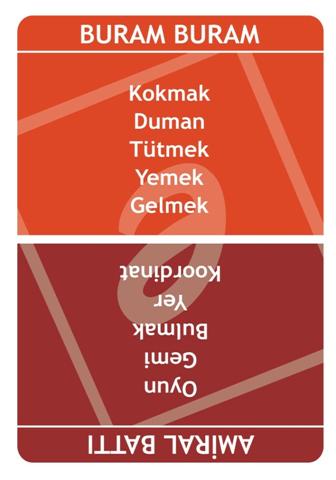 BURAM BURAM
Kokmak
Duman
Tütmek
Yemek
Gelmek
AMİRAL BATTI
Oyun
Gemi
Bulmak
Yer
Koordinat